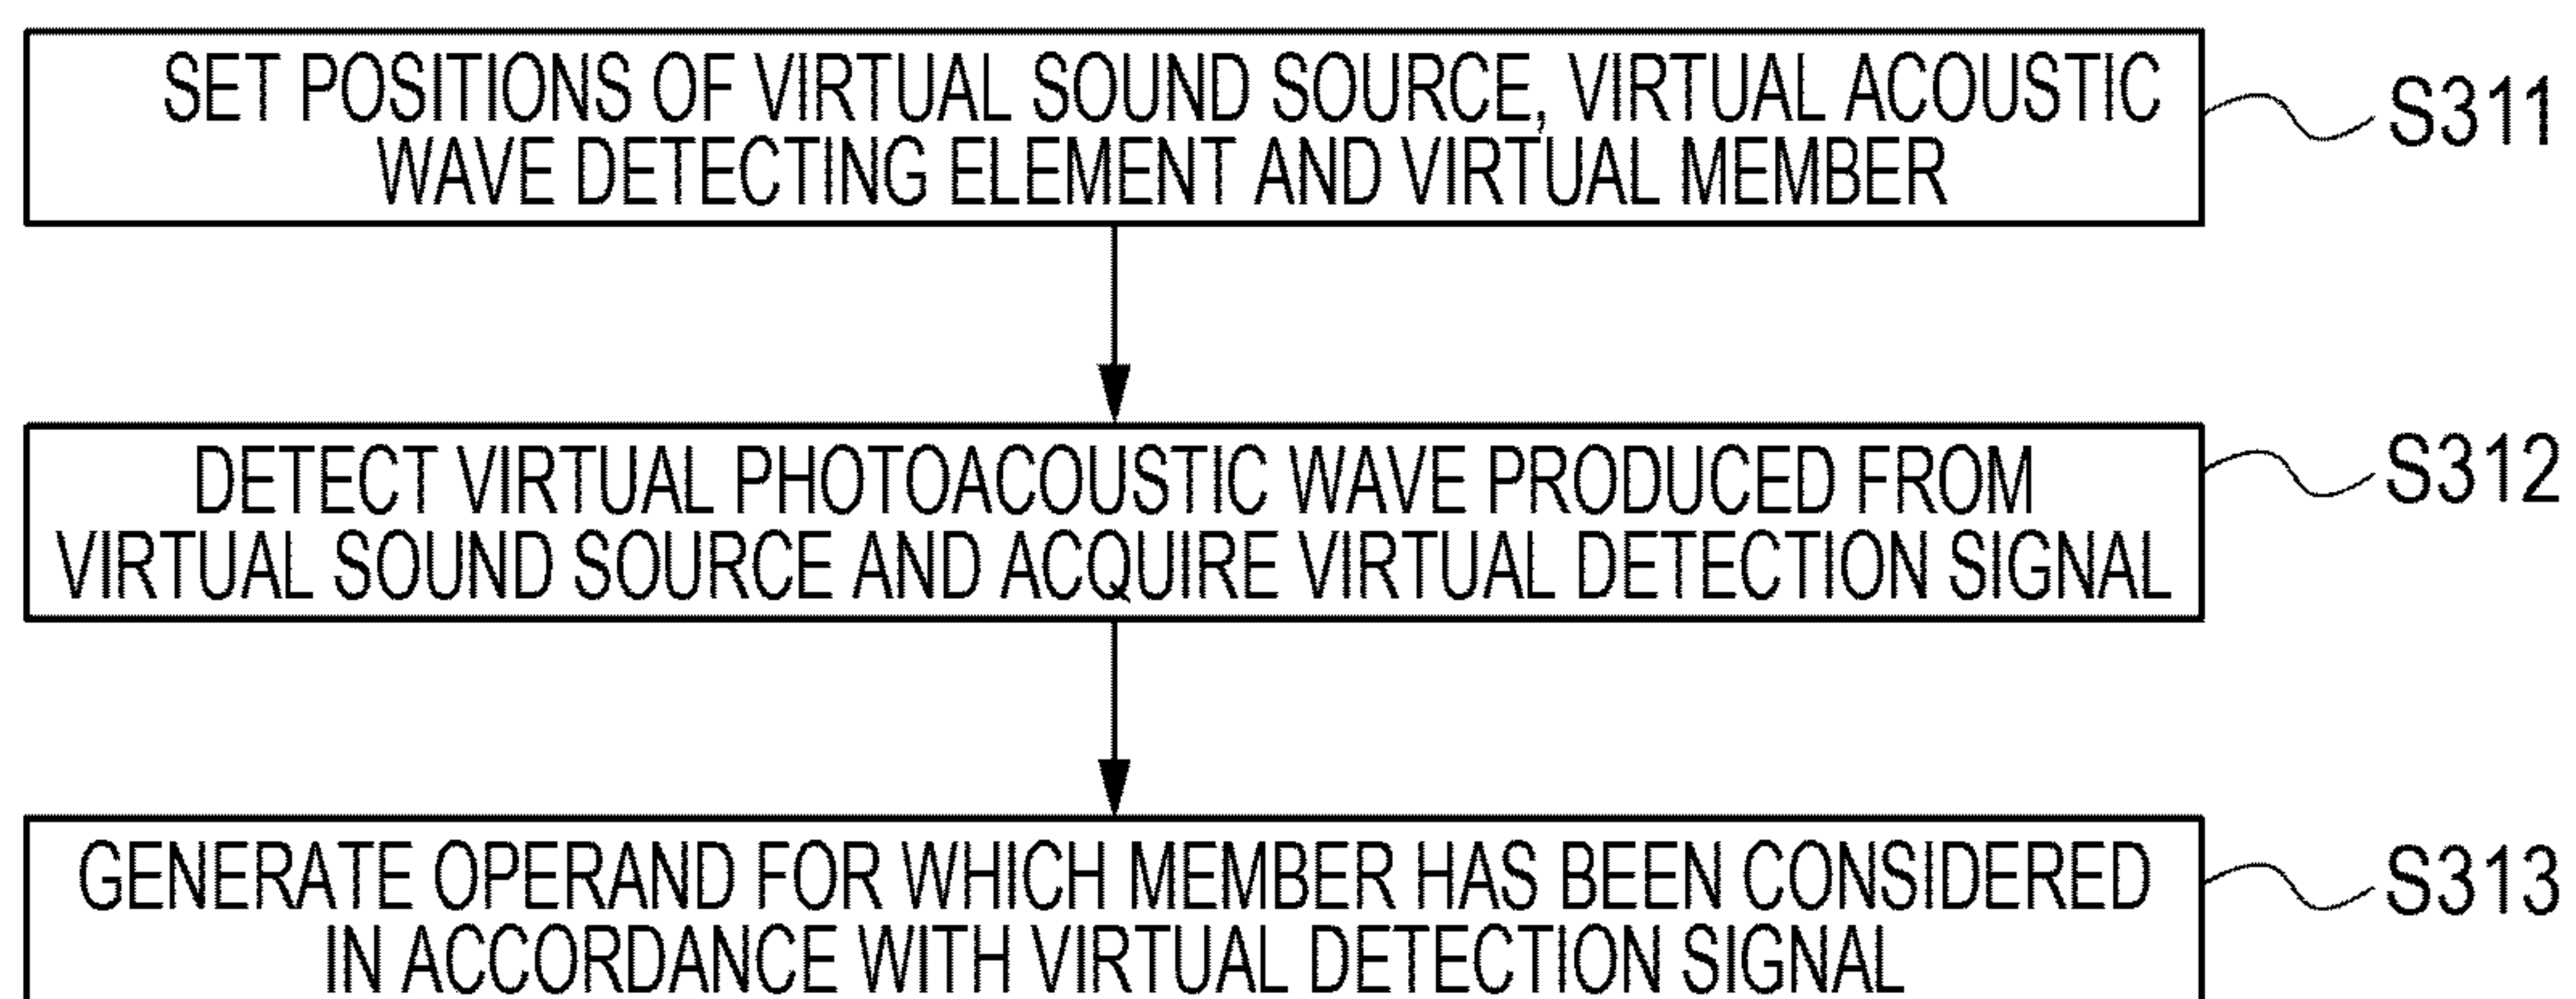 SET POSITIONS OF VIRTUAL SOUND SOURCE, VIRTUAL ACOUSTIC
WAVE DETECTING ELEMENT AND VIRTUAL MEMBER
S311
DETECT VIRTUAL PHOTOACOUSTIC WAVE PRODUCED FROM
VIRTUAL SOUND SOURCE AND ACQUIRE VIRTUAL DETECTION SIGNAL
S312
GENERATE OPERAND FOR WHICH MEMBER HAS BEEN CONSIDERED
IN ACCORDANCE WITH VIRTUAL DETECTION SIGNAL
S313